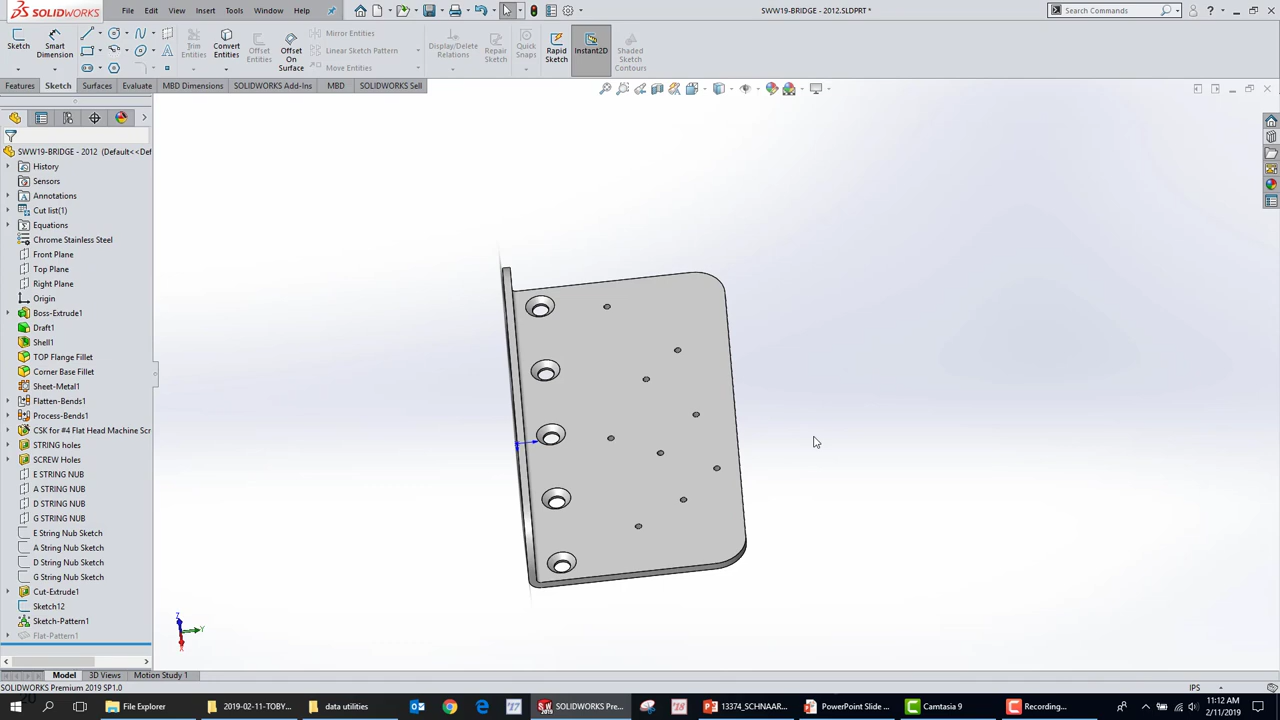 SOLIDWORKS
File
Edit
View
Insert
Tools
Window
Help
SWW19-BRIDGE - 2012.SLDPRT *
Search Commands
Sketch
Smart Dimension
Trim Entities
Convert Entities
Offset Entities
Offset On Surface
Mirror Entities
Linear Sketch Pattern
Move Entities
Display/Delete Relations
Repair Sketch
Quick Snaps
Rapid Sketch
Instant2D
Shaded Sketch Contours
Features
Sketch
Surfaces
Evaluate
MBD Dimensions
SOLIDWORKS Add-Ins
MBD
SOLIDWORKS Sell
SWW19-BRIDGE - 2012 (Default<<Def
History
Sensors
Annotations
Cut list(1)
Equations
Chrome Stainless Steel
Front Plane
Top Plane
Right Plane
Origin
Boss-Extrude1
Draft1
Shell1
TOP Flange Fillet
Corner Base Fillet
Sheet-Metal1
Flatten-Bends1
Process-Bends1
CSK for #4 Flat Head Machine Scr
STRING holes
SCREW Holes
E STRING NUB
A STRING NUB
D STRING NUB
G STRING NUB
E String Nub Sketch
A String Nub Sketch
D String Nub Sketch
G String Nub Sketch
Cut-Extrude1
Sketch12
Sketch-Pattern1
Flat-Pattern1
Z
Y
X
Model
3D Views
Motion Study 1
SOLIDWORKS Premium 2019 SP1.0
IPS
20
File Explorer
2019-02-11-TOBY...
data utilities
'17
SW 2019
SOLIDWORKS Pre...
'18
13374_SCHNAAR...
PowerPoint Slide ...
Camtasia 9
Recording...
11:12 AM
2/11/2019